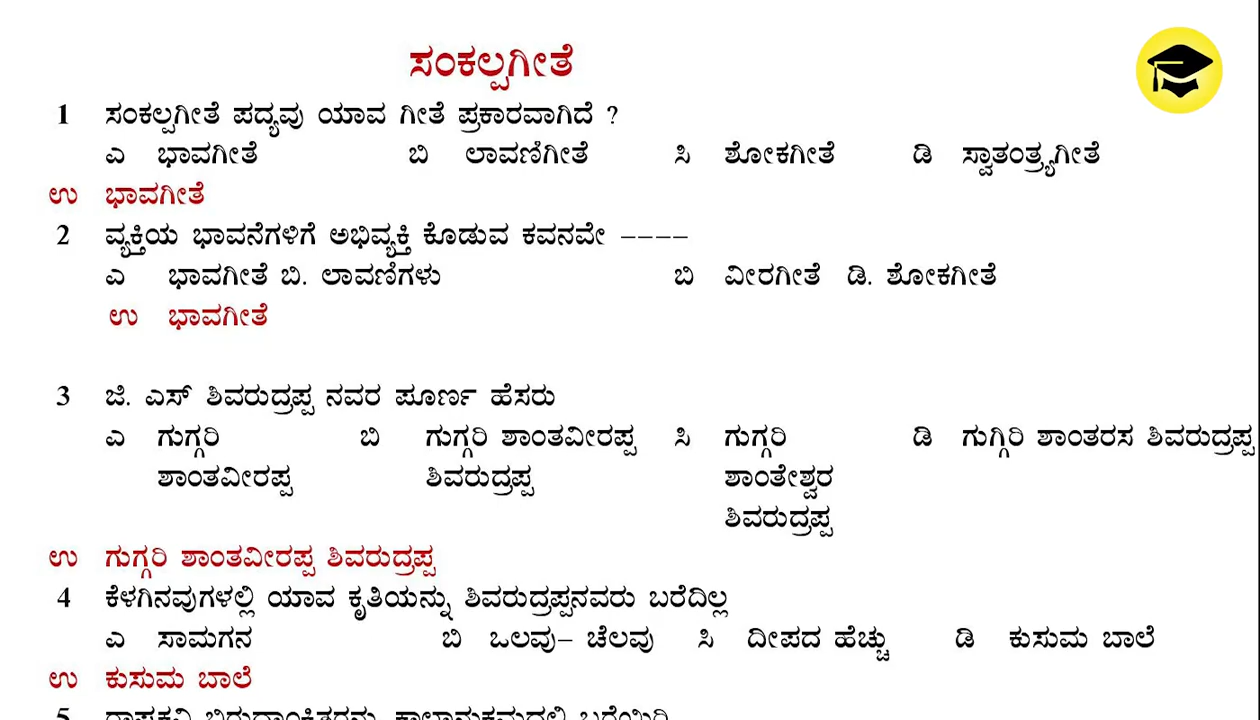 ಸಂಕಲ್ಪಗೀತೆ
1 ಸಂಕಲ್ಪಗೀತೆ ಪದ್ಯವು ಯಾವ ಗೀತೆ ಪ್ರಕಾರವಾಗಿದೆ ?
ಎ ಭಾವಗೀತೆ ಬಿ ಲಾವಣಿಗೀತೆ ಸಿ ಶೋಕಗೀತೆ ಡಿ ಸ್ವಾತಂತ್ರ್ಯಗೀತೆ
ಉ ಭಾವಗೀತೆ
2 ವ್ಯಕ್ತಿಯ ಭಾವನೆಗಳಿಗೆ ಅಭಿವ್ಯಕ್ತಿ ಕೊಡುವ ಕವನವೇ ----
ಎ ಭಾವಗೀತೆ ಬಿ. ಲಾವಣಿಗಳು ಬಿ ವೀರಗೀತೆ ಡಿ. ಶೋಕಗೀತೆ
ಉ ಭಾವಗೀತೆ
3 ಜಿ. ಎಸ್ ಶಿವರುದ್ರಪ್ಪ ನವರ ಪೂರ್ಣ ಹೆಸರು
ಎ ಗುಗ್ಗರಿ ಬಿ ಗುಗ್ಗರಿ ಶಾಂತವೀರಪ್ಪ ಸಿ ಗುಗ್ಗರಿ ಡಿ ಗುಗ್ಗಿರಿ ಶಾಂತರಸ ಶಿವರುದ್ರಪ್ಪ
ಶಾಂತವೀರಪ್ಪ ಶಿವರುದ್ರಪ್ಪ ಶಾಂತೇಶ್ವರ
ಶಿವರುದ್ರಪ್ಪ
ಉ ಗುಗ್ಗರಿ ಶಾಂತವೀರಪ್ಪ ಶಿವರುದ್ರಪ್ಪ
4 ಕೆಳಗಿನವುಗಳಲ್ಲಿ ಯಾವ ಕೃತಿಯನ್ನು ಶಿವರುದ್ರಪ್ಪನವರು ಬರೆದಿಲ್ಲ
ಎ ಸಾಮಗನ ಬಿ ಒಲವು- ಚೆಲವು ಸಿ ದೀಪದ ಹೆಚ್ಚು ಡಿ ಕುಸುಮ ಬಾಲೆ
ಉ ಕುಸುಮ ಬಾಲೆ
5